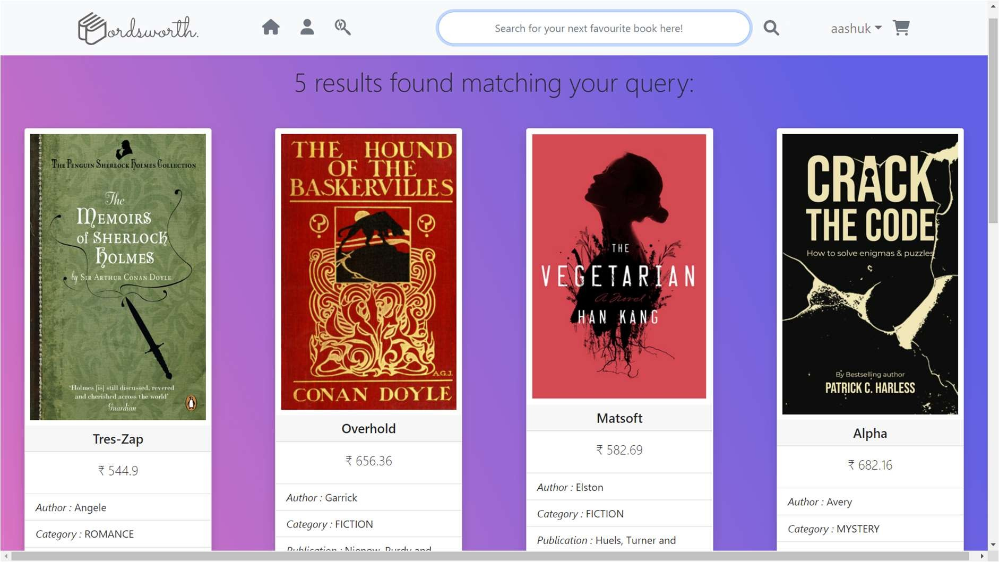 ordsworth.
Search for your next favourite book here!
aashuk
5 results found matching your query:
The Penguin Sherlock Holmes Collection
The
Memoirs
of Sherlock
Holmes
by Sir Arthur Conan Doyle
'Holmes [is] still discussed, revered
and cherished across the world'
Guardian
Tres-Zap
₹ 544.9
Author : Angele
Category : ROMANCE
THE HOUND
OF THE
BASKERVILLES
A.G.J.
CONAN DOYLE
Overhold
₹ 656.36
Author : Garrick
Category : FICTION
Publication : Nienow, Purdy and
THE
VEGETARIAN
A Novel
HAN KANG
Matsoft
₹ 582.69
Author : Elston
Category : FICTION
Publication : Huels, Turner and
CRACK
THE CODE
How to solve enigmas & puzzles
By Bestselling author
PATRICK C. HARLESS
Alpha
₹ 682.16
Author : Avery
Category : MYSTERY